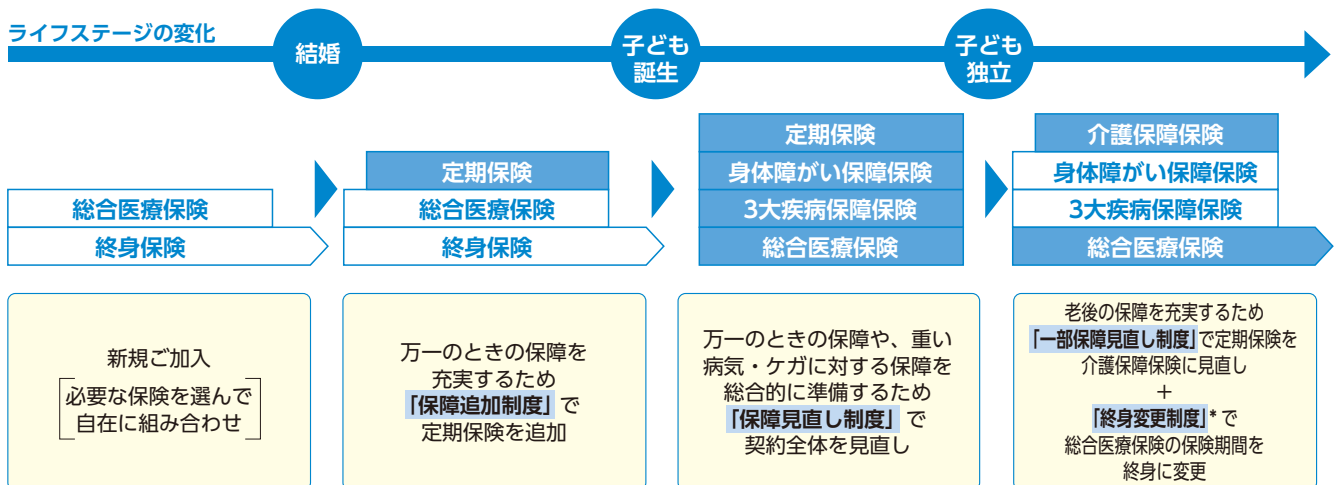 ライフステージの変化
結婚
子ども
誕生
子ども
独立
総合医療保険
終身保険
定期保険
総合医療保険
終身保険
定期保険
身体障がい保障保険
3大疾病保障保険
総合医療保険
介護保障保険
身体障がい保障保険
3大疾病保障保険
総合医療保険
新規ご加入
必要な保険を選んで
自在に組み合わせ
万一のときの保障を
充実するため
「保障追加制度」で
定期保険を追加
万一のときの保障や、重い
病気・ケガに対する保障を
総合的に準備するため
「保障見直し制度」で
契約全体を見直し
老後の保障を充実するため
「一部保障見直し制度」で定期保険を
介護保障保険に見直し
+
「終身変更制度」*で
総合医療保険の保険期間を
終身に変更